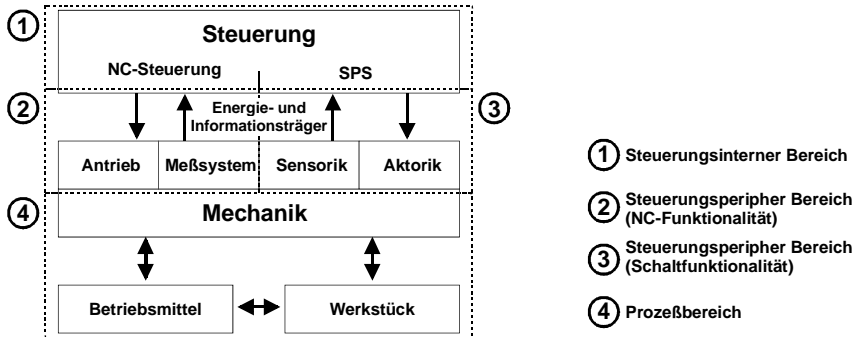 1
Steuerung
NC-Steuerung
SPS
2
Energie- und
Informationsträger
3
Antrieb
Meßsystem
Sensorik
Aktorik
4
Mechanik
Betriebsmittel
Werkstück
1 Steuerungsinterner Bereich
2 Steuerungsperipher Bereich
(NC-Funktionalität)
3 Steuerungsperipher Bereich
(Schaltfunktionalität)
4 Prozeßbereich